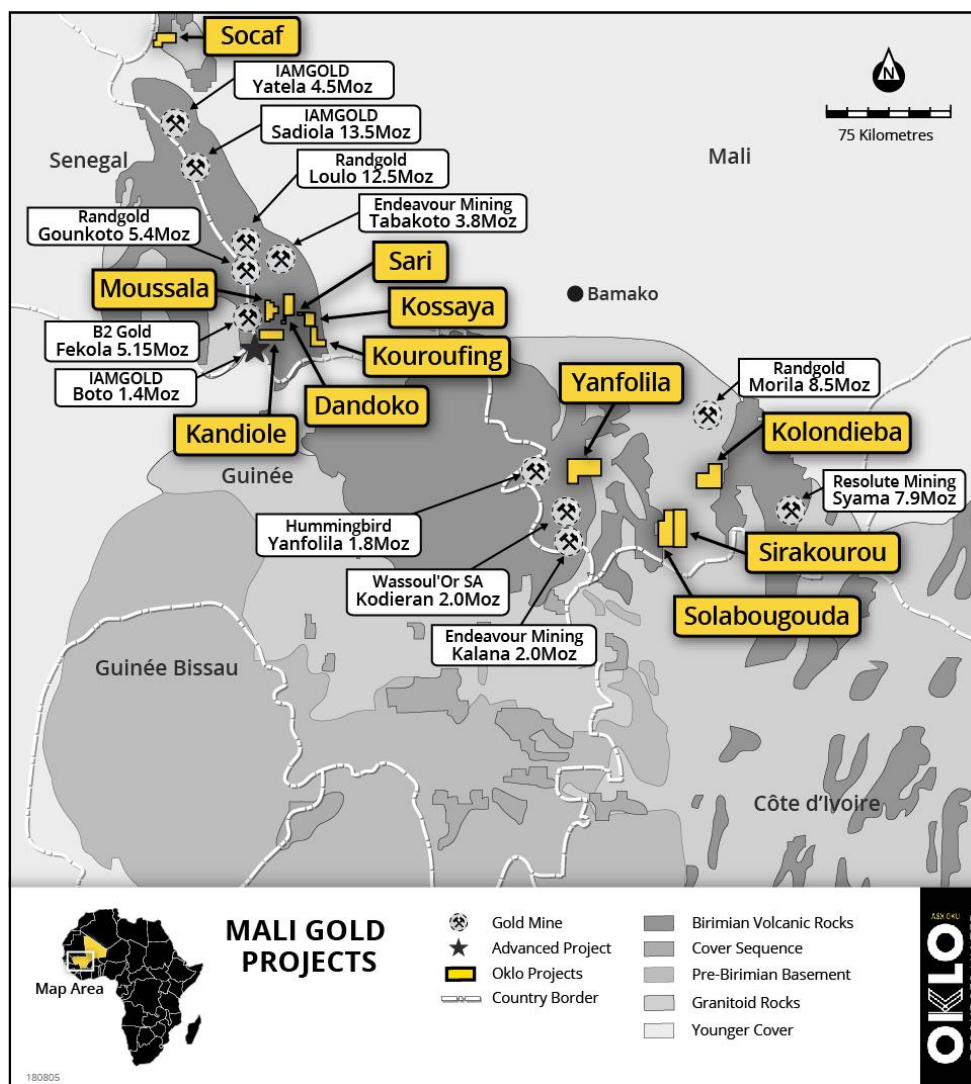 Socaf
IAMGOLD
Yatela 4.5Moz
IAMGOLD
Sadiola 13.5Moz
N
75 Kilometres
Senegal
Mali
Randgold
Loulo 12.5Moz
Endeavour Mining
Tabakoto 3.8Moz
Randgold
Gounkoto 5.4Moz
Sari
Moussala
Kossaya
Bamako
B2 Gold
Fekola 5.15Moz
Kouroufing
IAMGOLD
Boto 1.4Moz
Dandoko
Yanfolila
Randgold
Morila 8.5Moz
Kandiole
Kolondieba
Guinée
Resolute Mining
Syama 7.9Moz
Hummingbird
Yanfolila 1.8Moz
Sirakourou
Wassoul'Or SA
Kodieran 2.0Moz
Solabougouda
Endeavour Mining
Kalana 2.0Moz
Guinée Bissau
Côte d'Ivoire
Map Area
MALI GOLD
PROJECTS
Gold Mine
Advanced Project
Oklo Projects
Country Border
Birimian Volcanic Rocks
Cover Sequence
Pre-Birimian Basement
Granitoid Rocks
Younger Cover
ASX OKU
OKLO
180805